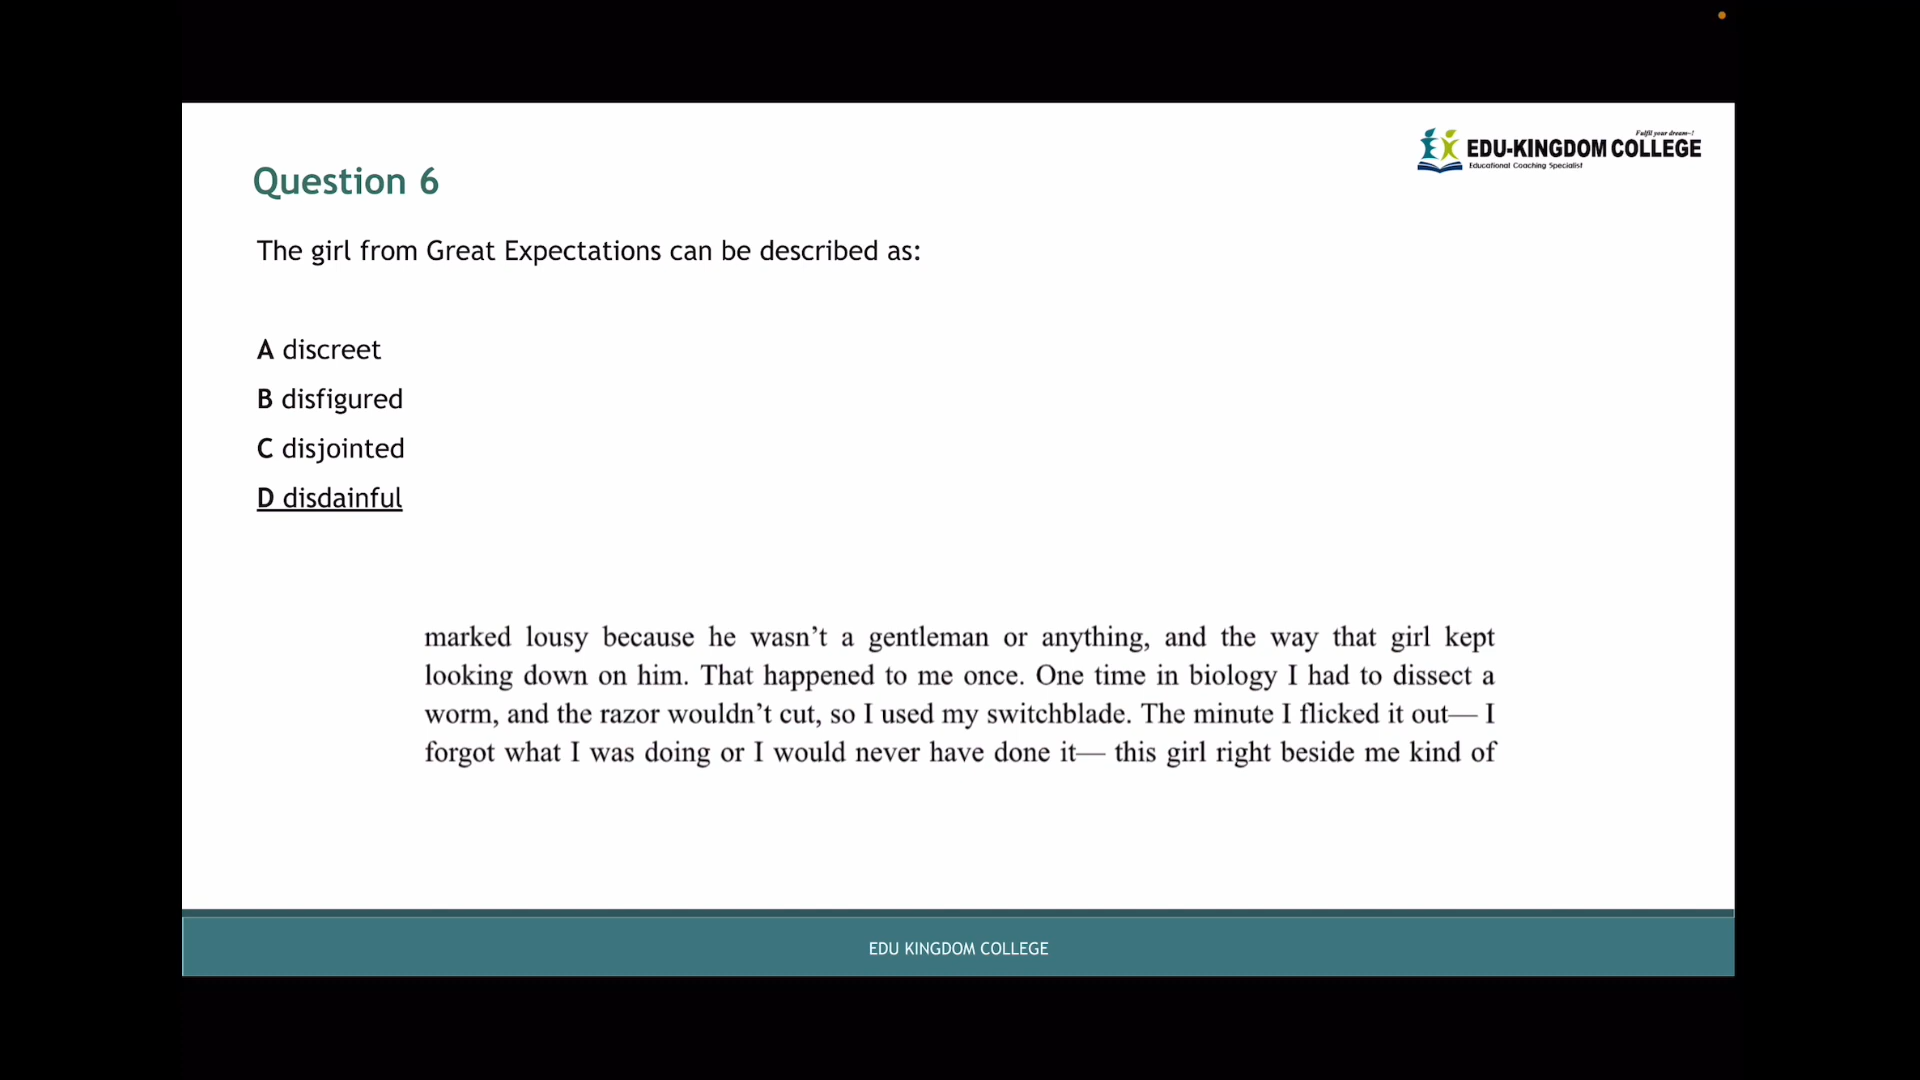 Fulfil your dream~!
EDU-KINGDOM COLLEGE
Educational Coaching Specialist
Question 6
The girl from Great Expectations can be described as:
A discreet
B disfigured
C disjointed
D disdainful
marked lousy because he wasn’t a gentleman or anything, and the way that girl kept
looking down on him. That happened to me once. One time in biology I had to dissect a
worm, and the razor wouldn’t cut, so I used my switchblade. The minute I flicked it out— I
forgot what I was doing or I would never have done it— this girl right beside me kind of
EDU KINGDOM COLLEGE